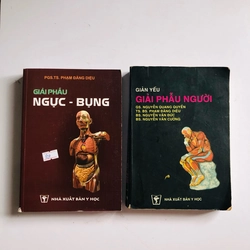 PGS.TS. PHẠM ĐĂNG DIỆU
GIẢI PHẪU
NGỰC - BỤNG
NHÀ XUẤT BẢN Y HỌC
GIẢN YẾU
GIẢI PHẪU NGƯỜI
GS. NGUYỄN QUANG QUYỀN
TS. BS. PHẠM ĐĂNG DIỆU
BS. NGUYỄN VĂN ĐỨC
BS. NGUYỄN VĂN CƯỜNG
NHÀ XUẤT BẢN Y HỌC